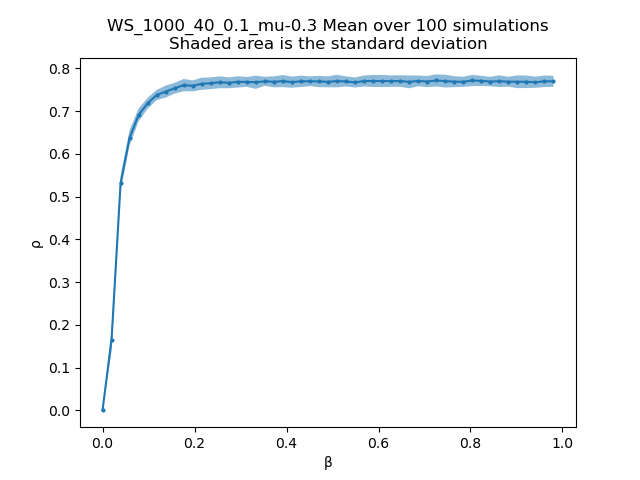 WS_1000_40_0.1_mu-0.3 Mean over 100 simulations
Shaded area is the standard deviation
0.8
0.7
0.6
0.5
0.4
0.3
0.2
0.1
0.0
ρ
0.0 0.2 0.4 0.6 0.8 1.0
β